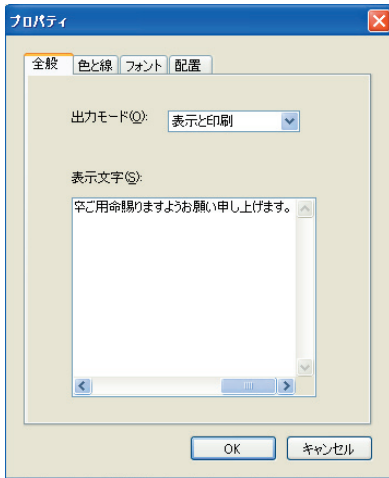 プロパティ
全般 色と線 フォント 配置
出力モード(O): 表示と印刷
表示文字(S):
卒ご用命賜りますようお願い申し上げます。
OK キャンセル